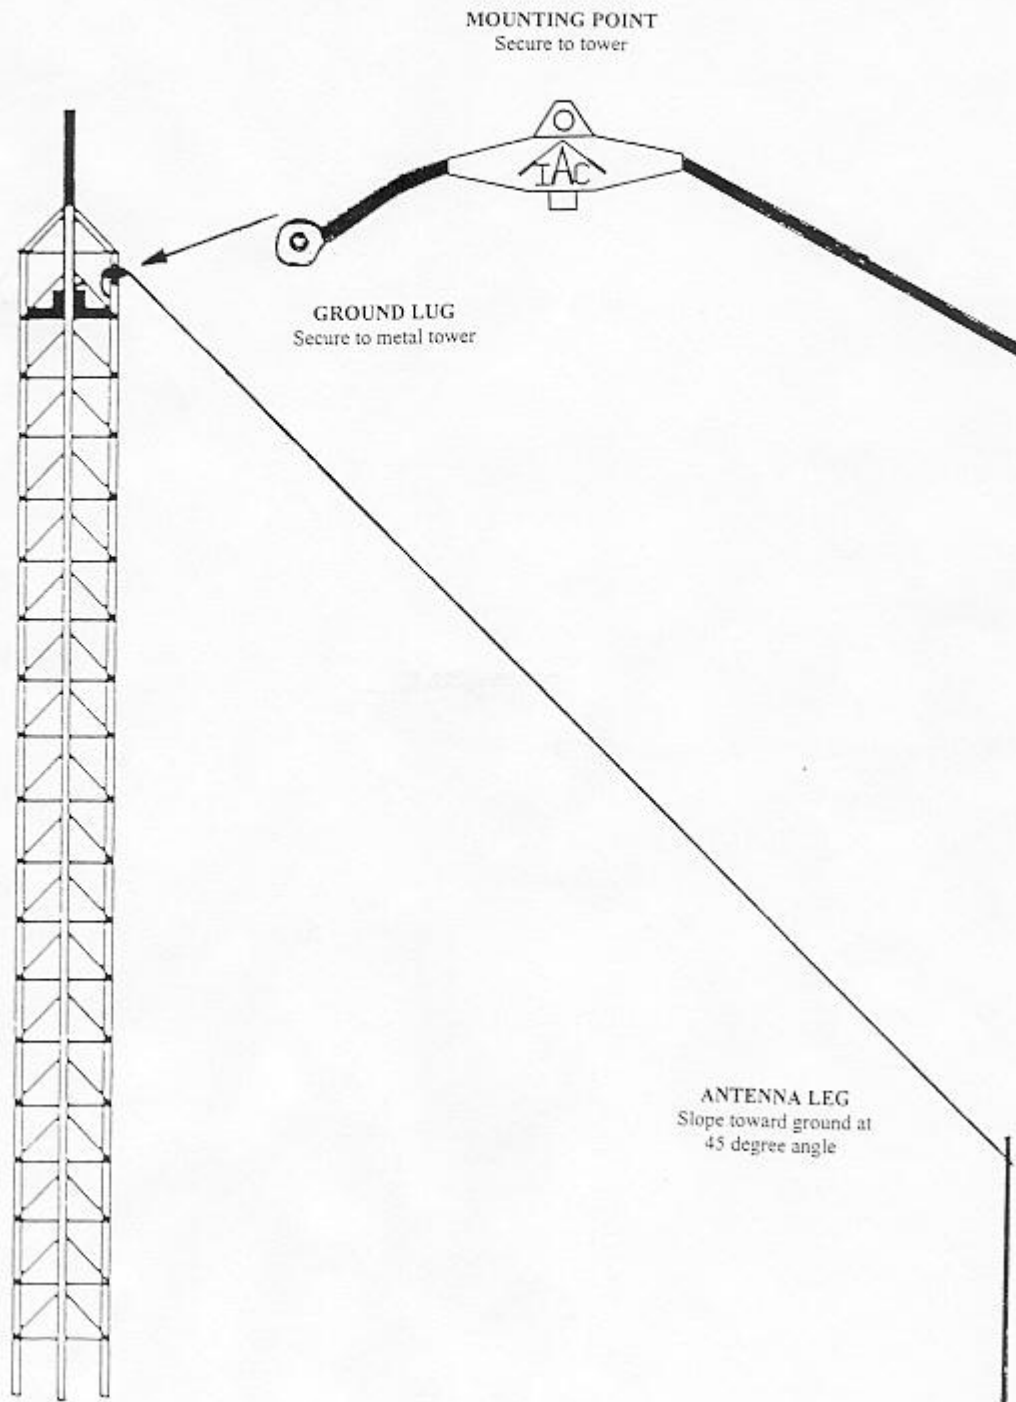 MOUNTING POINT
Secure to tower
IAC
GROUND LUG
Secure to metal tower
ANTENNA LEG
Slope toward ground at
45 degree angle